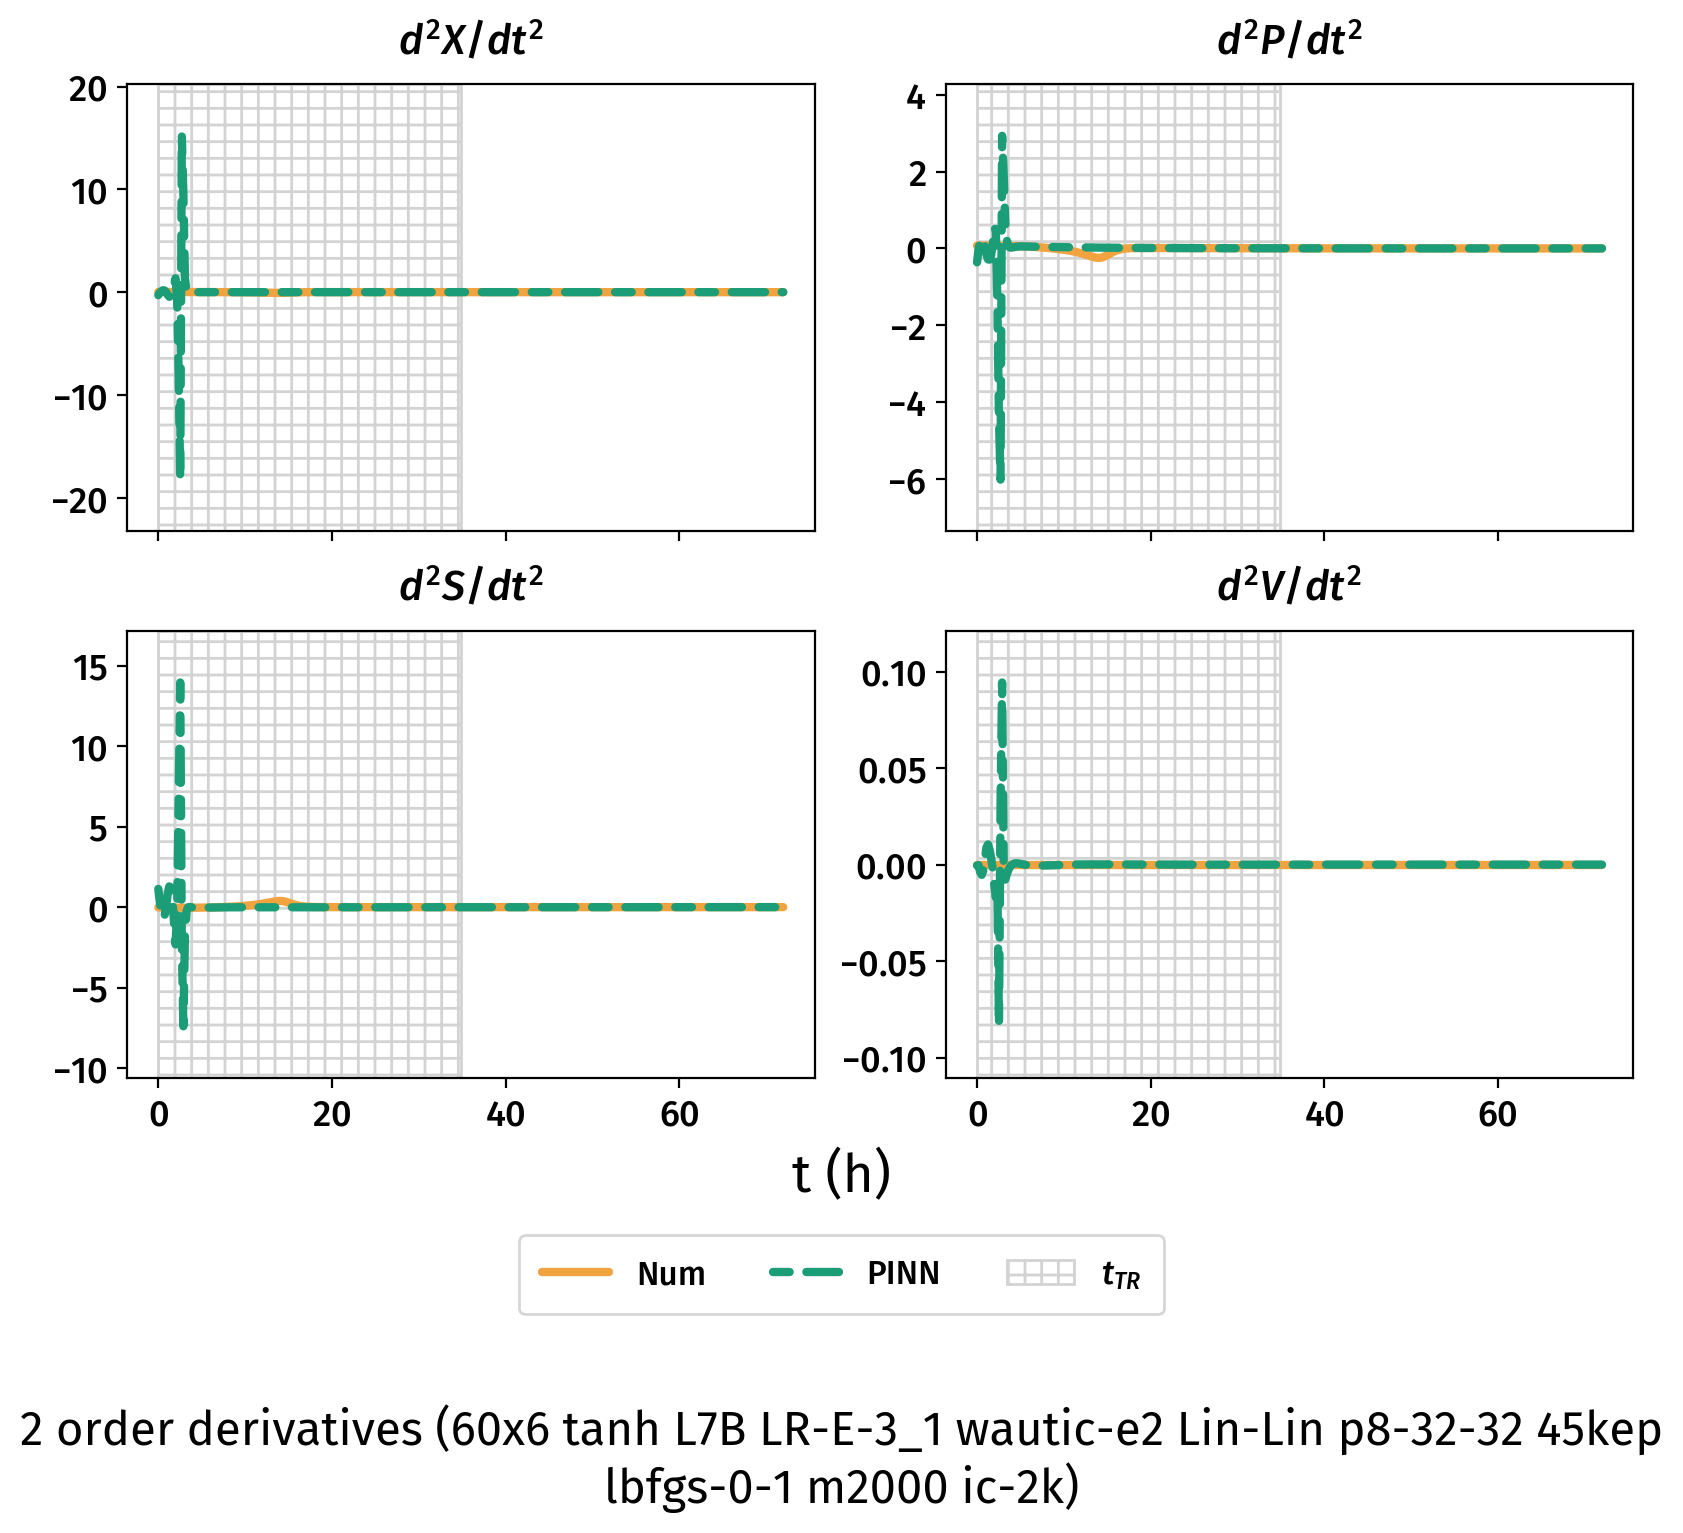 d²X/dt²
20
10
0
−10
−20
d²P/dt²
4
2
0
−2
−4
−6
d²S/dt²
15
10
5
0
−5
−10
0 20 40 60
d²V/dt²
0.10
0.05
0.00
−0.05
−0.10
0 20 40 60
t (h)
Num PINN t_TR
2 order derivatives (60x6 tanh L7B LR-E-3_1 wautic-e2 Lin-Lin p8-32-32 45kep
lbfgs-0-1 m2000 ic-2k)